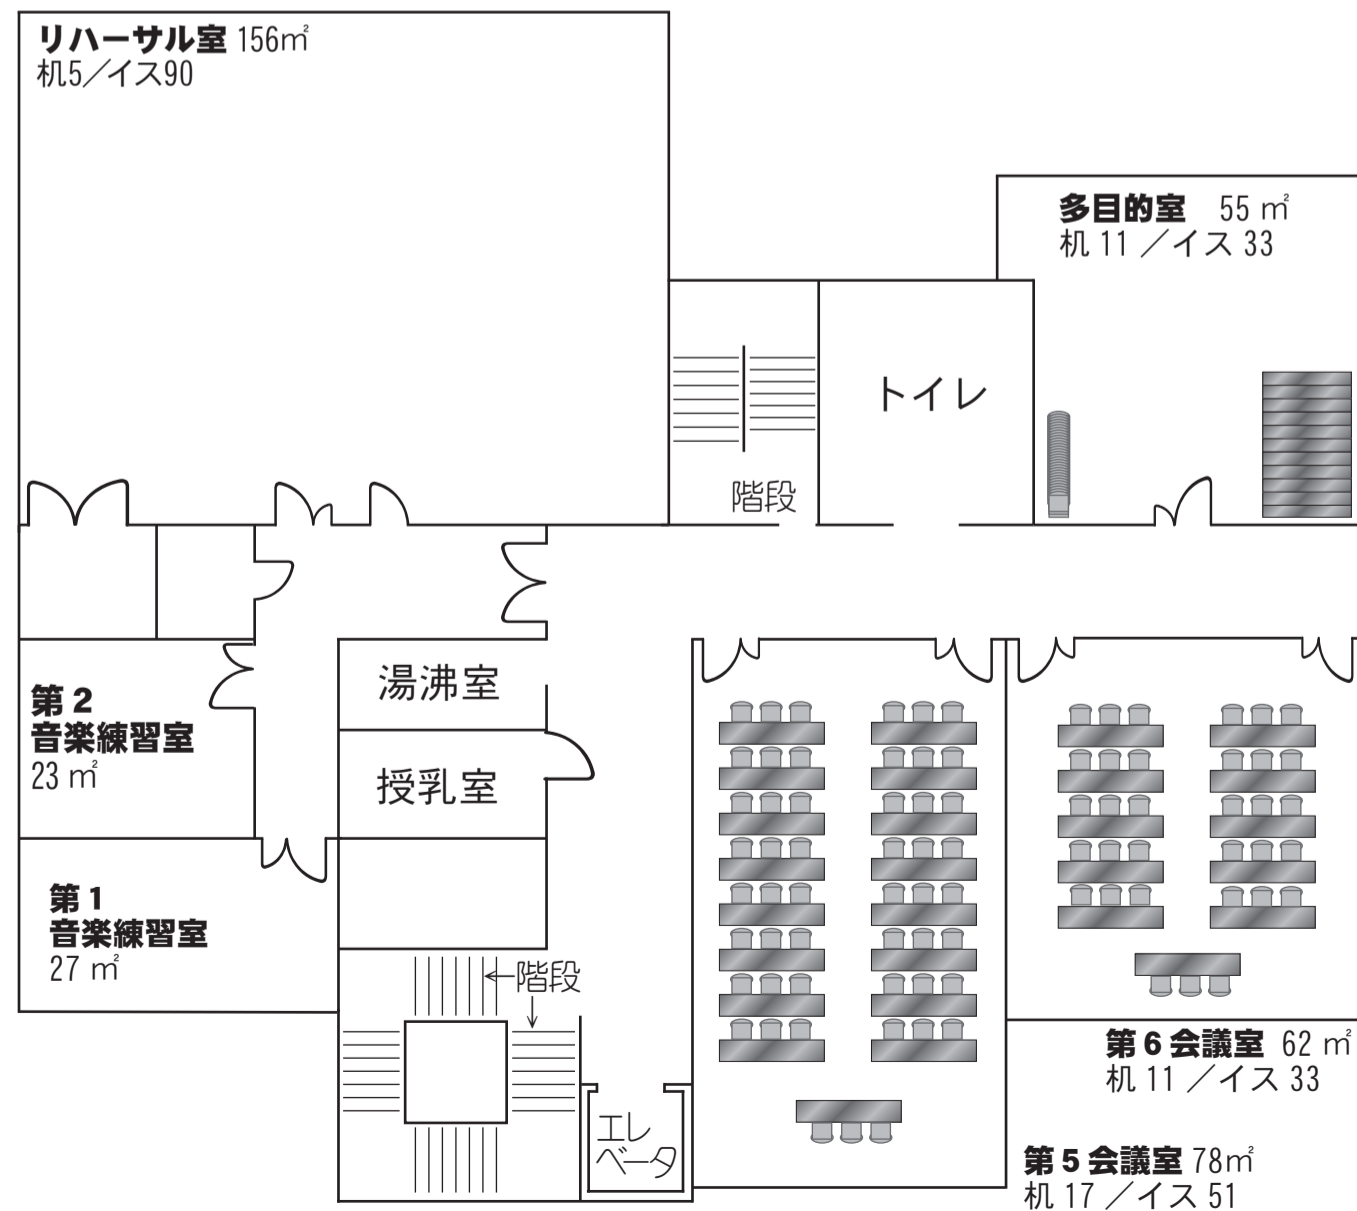 リハーサル室 156㎡
机5／イス90
多目的室 55 ㎡
机 11 ／イス 33
トイレ
階段
湯沸室
第２
音楽練習室
23 ㎡
授乳室
第１
音楽練習室
27 ㎡
←階段
↓
エレ
ベータ
第６会議室 62 ㎡
机 11 ／イス 33
第５会議室 78㎡
机 17 ／イス 51